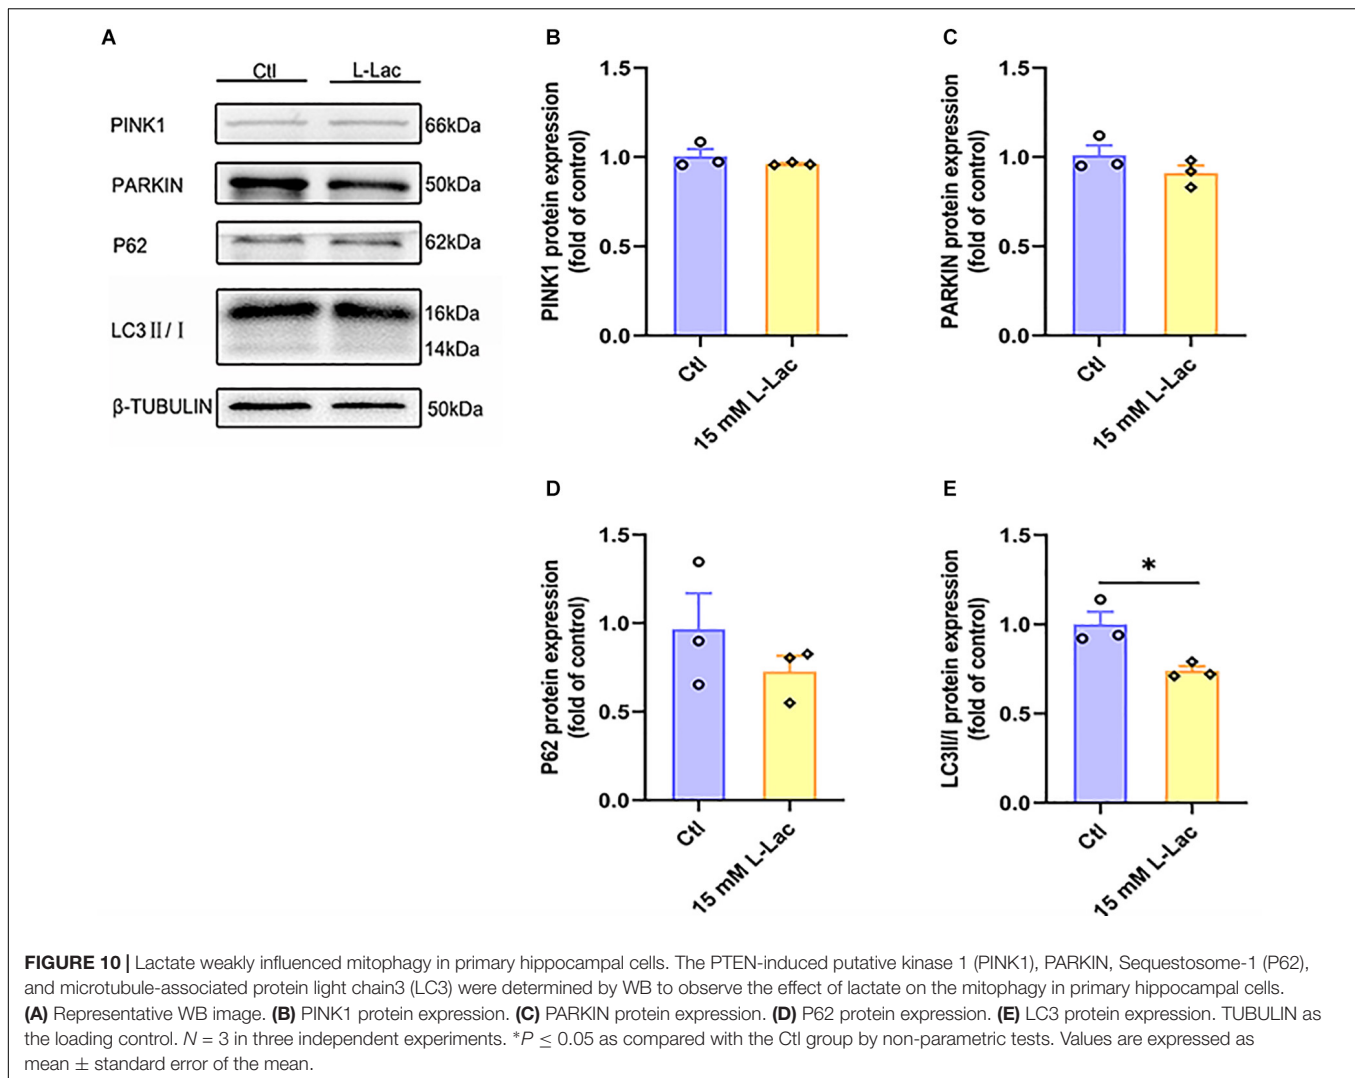 A
Ctl L-Lac
PINK1 66kDa
PARKIN 50kDa
P62 62kDa
LC3 II / I 16kDa
14kDa
β-TUBULIN 50kDa
B
PINK1 protein expression
(fold of control)
1.5
1.0
0.5
0.0
Ctl
15 mM L-Lac
C
PARKIN protein expression
(fold of control)
1.5
1.0
0.5
0.0
Ctl
15 mM L-Lac
D
P62 protein expression
(fold of control)
1.5
1.0
0.5
0.0
Ctl
15 mM L-Lac
E
LC3II/I protein expression
(fold of control)
1.5
1.0
0.5
0.0
*
Ctl
15 mM L-Lac
FIGURE 10 | Lactate weakly influenced mitophagy in primary hippocampal cells. The PTEN-induced putative kinase 1 (PINK1), PARKIN, Sequestosome-1 (P62),
and microtubule-associated protein light chain3 (LC3) were determined by WB to observe the effect of lactate on the mitophagy in primary hippocampal cells.
(A) Representative WB image. (B) PINK1 protein expression. (C) PARKIN protein expression. (D) P62 protein expression. (E) LC3 protein expression. TUBULIN as
the loading control. N = 3 in three independent experiments. *P ≤ 0.05 as compared with the Ctl group by non-parametric tests. Values are expressed as
mean ± standard error of the mean.